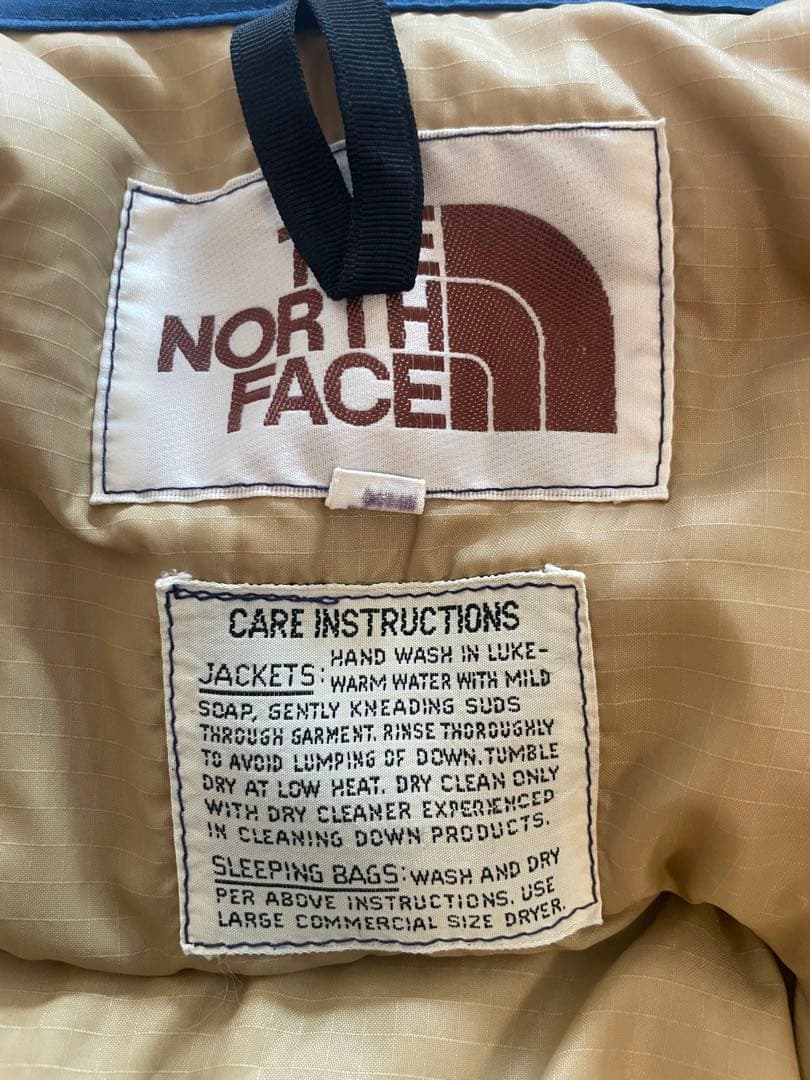 THE
NORTH
FACE
CARE INSTRUCTIONS
JACKETS: HAND WASH IN LUKE-
WARM WATER WITH MILD
SOAP, GENTLY KNEADING SUDS
THROUGH GARMENT. RINSE THOROUGHLY
TO AVOID LUMPING OF DOWN. TUMBLE
DRY AT LOW HEAT. DRY CLEAN ONLY
WITH DRY CLEANER EXPERIENCED
IN CLEANING DOWN PRODUCTS.
SLEEPING BAGS: WASH AND DRY
PER ABOVE INSTRUCTIONS. USE
LARGE COMMERCIAL SIZE DRYER.